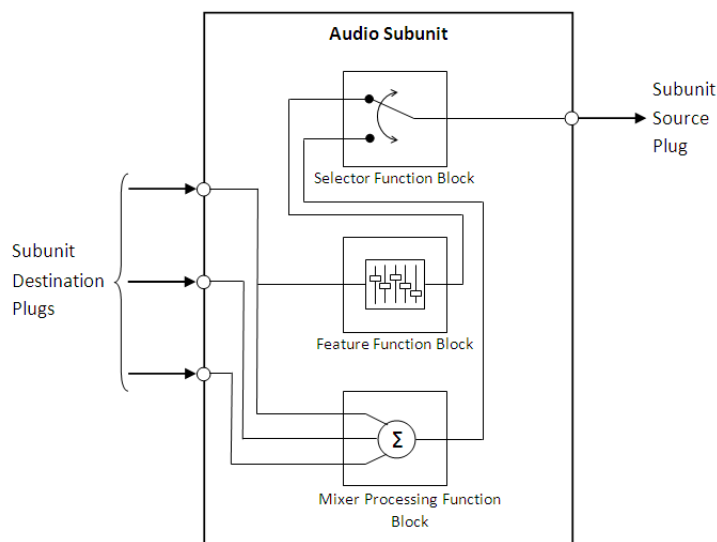 Audio Subunit
Subunit
Source
Plug
Selector Function Block
Subunit
Destination
Plugs
Feature Function Block
Σ
Mixer Processing Function
Block